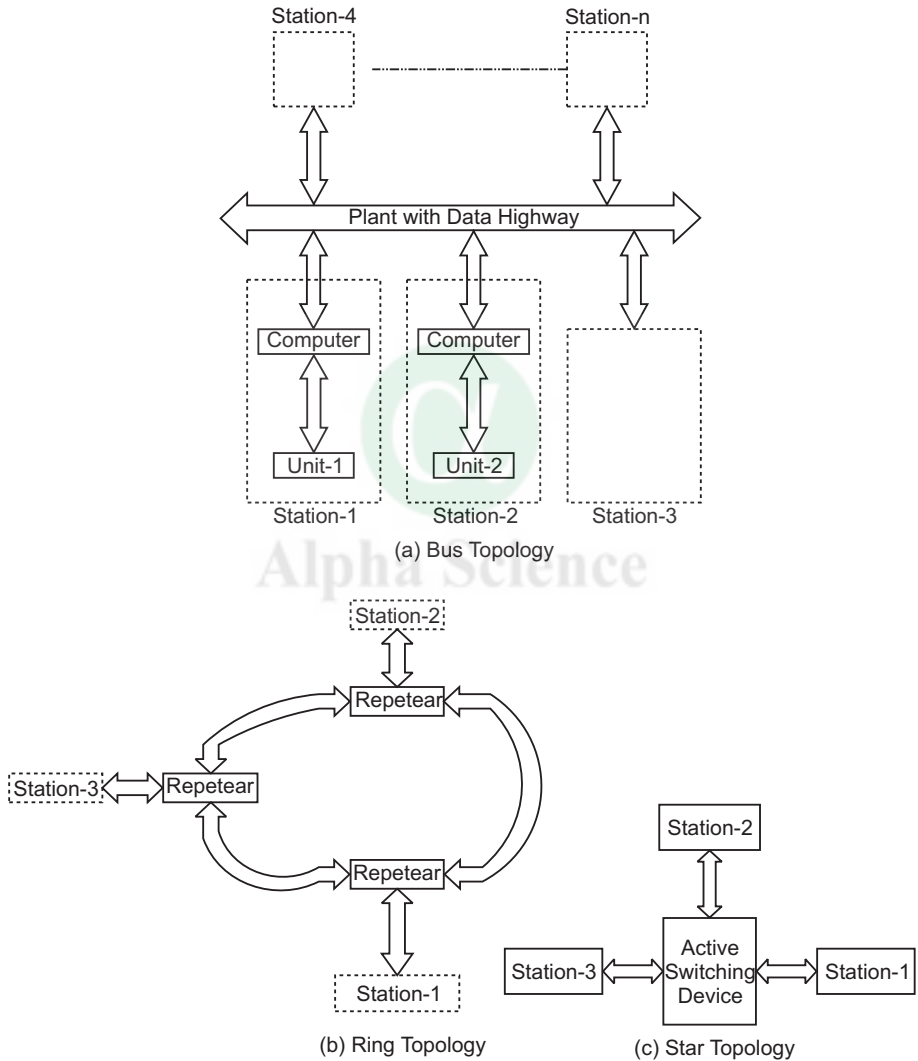 Station-4
Station-n
Plant with Data Highway
Computer
Computer
Unit-1
Unit-2
Station-1
Station-2
Station-3
(a) Bus Topology
Alpha Science
Station-2
Repetear
Station-3
Repetear
Repetear
Station-1
(b) Ring Topology
Station-2
Station-3
Active
Switching
Device
Station-1
(c) Star Topology